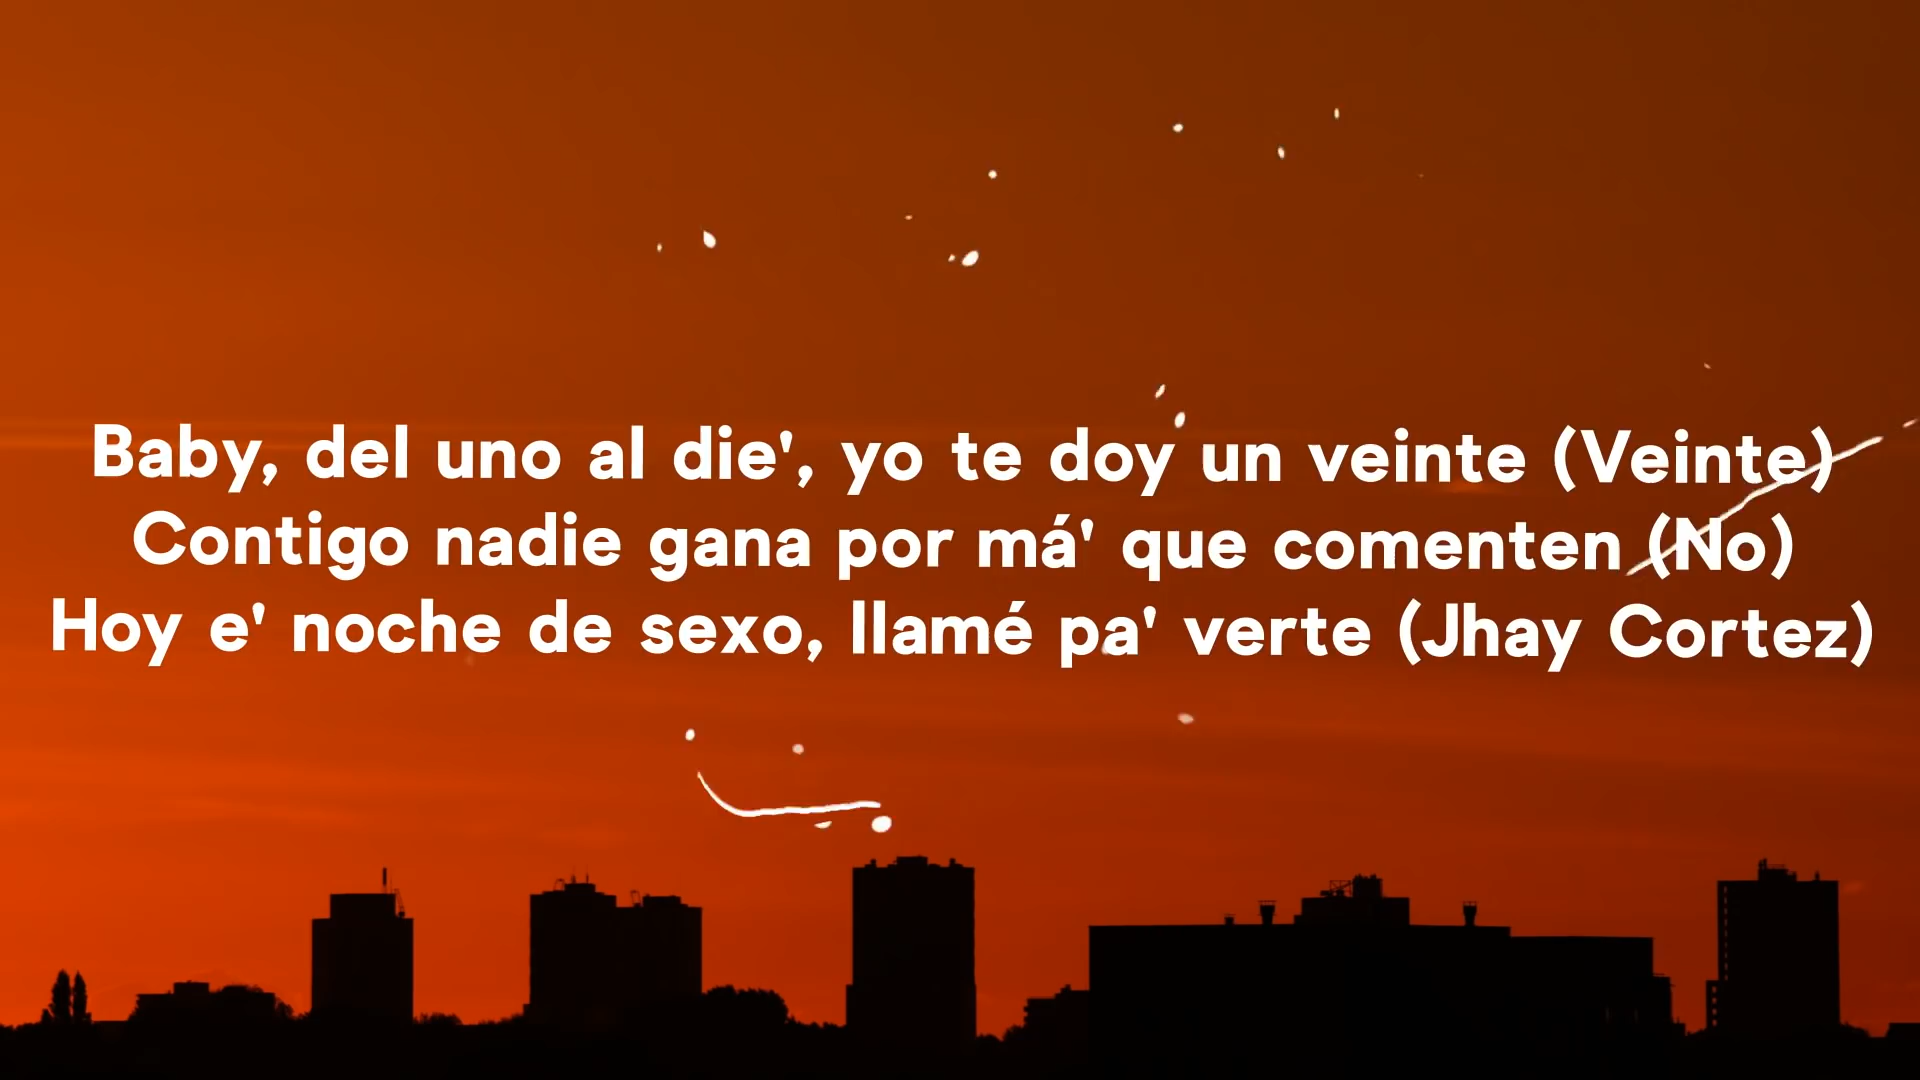 Baby, del uno al die', yo te doy un veinte (Veinte)
Contigo nadie gana por má' que comenten (No)
Hoy e' noche de sexo, llamé pa' verte (Jhay Cortez)